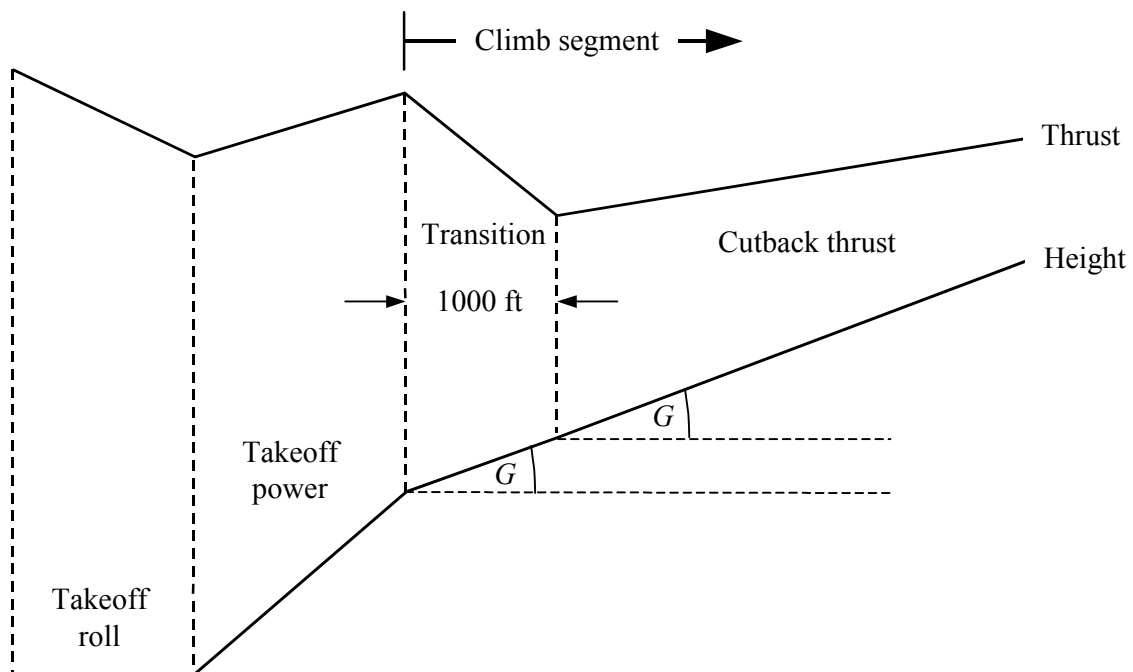 Climb segment
Thrust
Transition
Cutback thrust
Height
1000 ft
G
Takeoff
power
G
Takeoff
roll